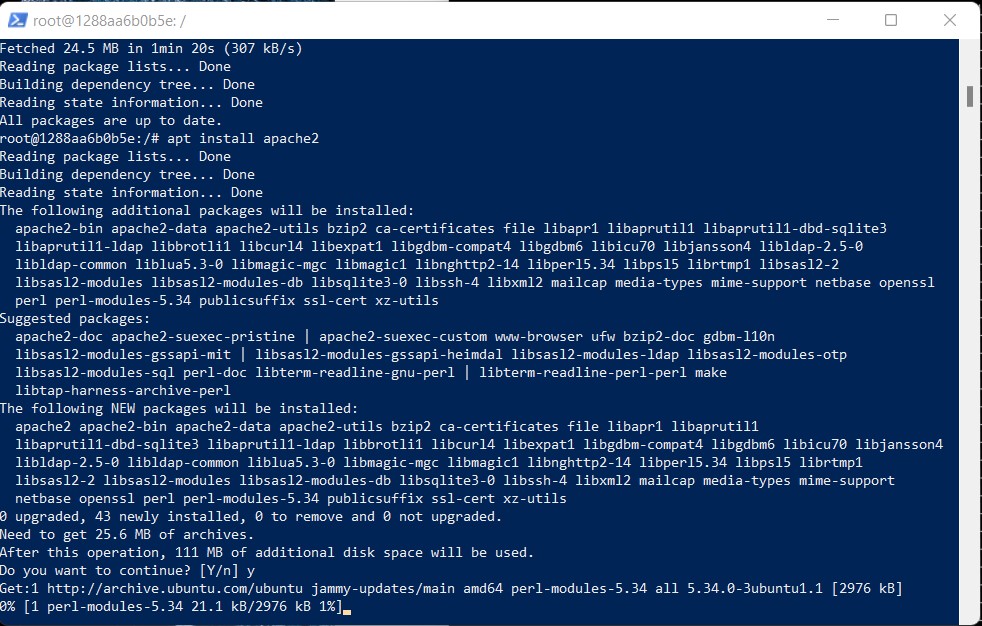 root@1288aa6b0b5e: /
Fetched 24.5 MB in 1min 20s (307 kB/s)
Reading package lists... Done
Building dependency tree... Done
Reading state information... Done
All packages are up to date.
root@1288aa6b0b5e:/# apt install apache2
Reading package lists... Done
Building dependency tree... Done
Reading state information... Done
The following additional packages will be installed:
  apache2-bin apache2-data apache2-utils bzip2 ca-certificates file libapr1 libaprutil1 libaprutil1-dbd-sqlite3
  libaprutil1-ldap libbrotli1 libcurl4 libexpat1 libgdbm-compat4 libgdbm6 libicu70 libjansson4 libldap-2.5-0
  libldap-common liblua5.3-0 libmagic-mgc libmagic1 libnghttp2-14 libperl5.34 libpsl5 librtmp1 libsasl2-2
  libsasl2-modules libsasl2-modules-db libsqlite3-0 libssh-4 libxml2 mailcap media-types mime-support netbase openssl
  perl perl-modules-5.34 publicsuffix ssl-cert xz-utils
Suggested packages:
  apache2-doc apache2-suexec-pristine | apache2-suexec-custom www-browser ufw bzip2-doc gdbm-l10n
  libsasl2-modules-gssapi-mit | libsasl2-modules-gssapi-heimdal libsasl2-modules-ldap libsasl2-modules-otp
  libsasl2-modules-sql perl-doc libterm-readline-gnu-perl | libterm-readline-perl-perl make
  libtap-harness-archive-perl
The following NEW packages will be installed:
  apache2 apache2-bin apache2-data apache2-utils bzip2 ca-certificates file libapr1 libaprutil1
  libaprutil1-dbd-sqlite3 libaprutil1-ldap libbrotli1 libcurl4 libexpat1 libgdbm-compat4 libgdbm6 libicu70 libjansson4
  libldap-2.5-0 libldap-common liblua5.3-0 libmagic-mgc libmagic1 libnghttp2-14 libperl5.34 libpsl5 librtmp1
  libsasl2-2 libsasl2-modules libsasl2-modules-db libsqlite3-0 libssh-4 libxml2 mailcap media-types mime-support
  netbase openssl perl perl-modules-5.34 publicsuffix ssl-cert xz-utils
0 upgraded, 43 newly installed, 0 to remove and 0 not upgraded.
Need to get 25.6 MB of archives.
After this operation, 111 MB of additional disk space will be used.
Do you want to continue? [Y/n] y
Get:1 http://archive.ubuntu.com/ubuntu jammy-updates/main amd64 perl-modules-5.34 all 5.34.0-3ubuntu1.1 [2976 kB]
0% [1 perl-modules-5.34 21.1 kB/2976 kB 1%]